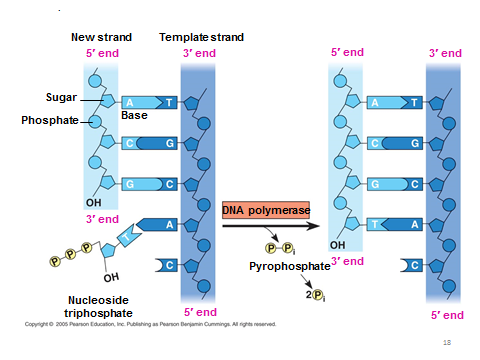 New strand
Template strand
5′ end
3′ end
5′ end
3′ end
Sugar
A T
A T
Base
Phosphate
C G
C G
G C
G C
OH
3′ end
DNA polymerase
A
T A
T
OH
P P P
P Pi
3′ end
C
Pyrophosphate
C
OH
2 Pi
Nucleoside
triphosphate
5′ end
5′ end
Copyright © 2005 Pearson Education, Inc. Publishing as Pearson Benjamin Cummings. All rights reserved.
18